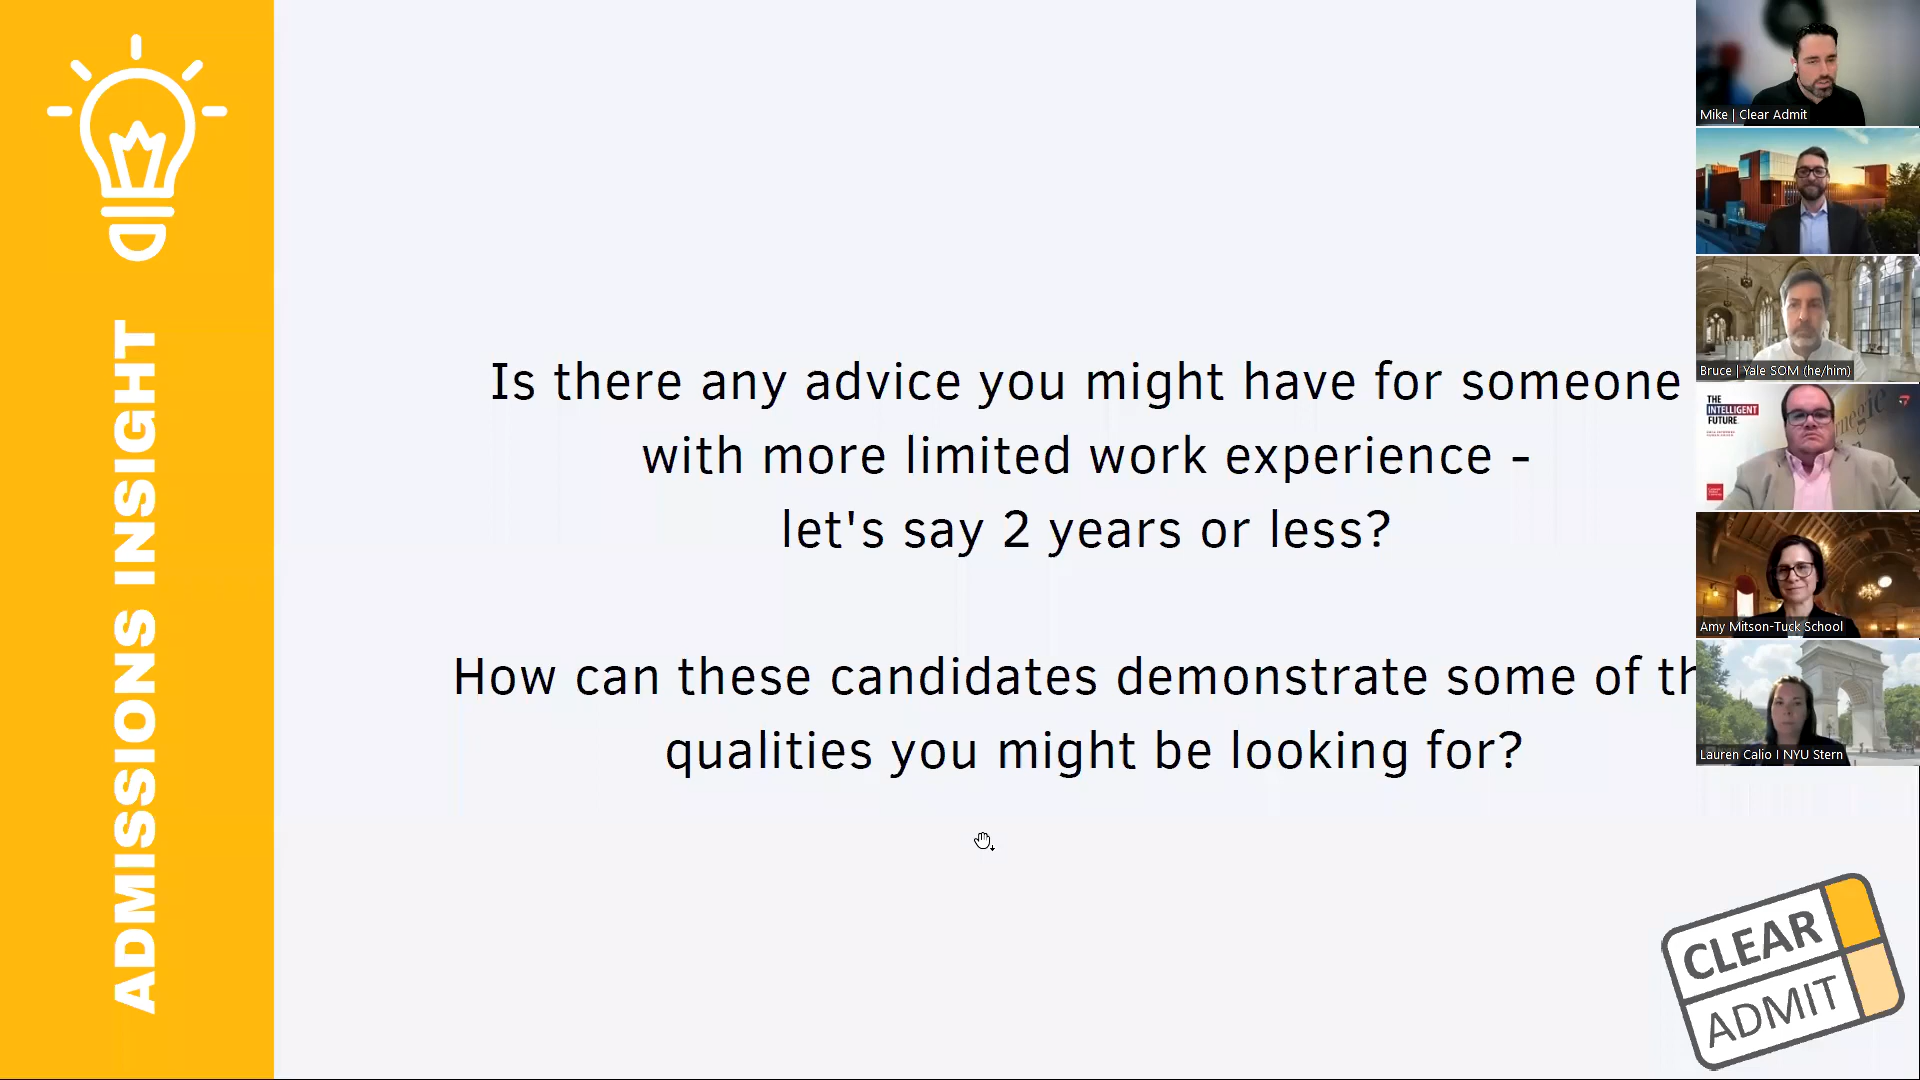 ADMISSIONS INSIGHT
Is there any advice you might have for someone
with more limited work experience -
let's say 2 years or less?
How can these candidates demonstrate some of th
qualities you might be looking for?
Mike | Clear Admit
Bruce | Yale SOM (he/him)
THE
INTELLIGENT
FUTURE
Amy Mitson-Tuck School
Lauren Calio I NYU Stern
CLEAR
ADMIT